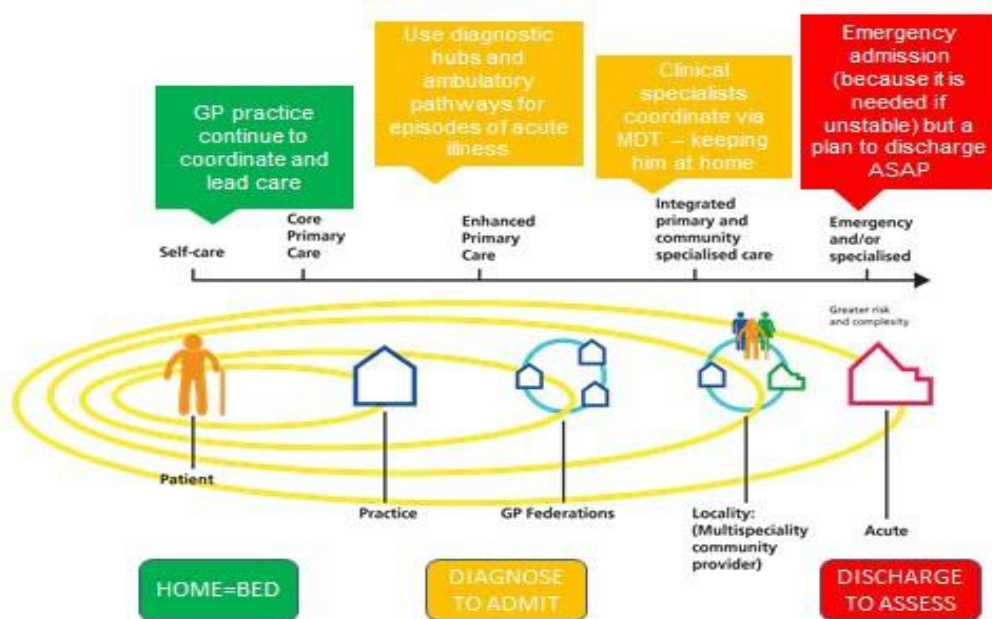 GP practice
continue to
coordinate and
lead care
Use diagnostic
hubs and
ambulatory
pathways for
episodes of acute
illness
Clinical
specialists
coordinate via
MDT – keeping
him at home
Emergency
admission
(because it is
needed if
unstable) but a
plan to discharge
ASAP
Self-care
Core
Primary
Care
Enhanced
Primary
Care
Integrated
primary and
community
specialised care
Emergency
and/or
specialised
Greater risk
and complexity
Patient
Practice
GP Federations
Locality:
(Multispeciality
community
provider)
Acute
HOME=BED
DIAGNOSE
TO ADMIT
DISCHARGE
TO ASSESS